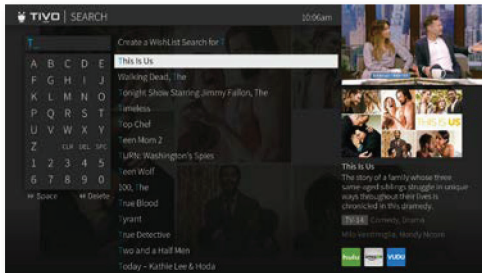 TIVO SEARCH
10:06am
T_
A B C D E
F G H I J
K L M N O
P Q R S T
U V W X Y
Z CLR DEL SPC
1 2 3 4 5
6 7 8 9 0
Space Delete
Create a WishList Search for T
This Is Us
Walking Dead, The
Tonight Show Starring Jimmy Fallon, The
Timeless
Top Chef
Teen Mom 2
TURN: Washington's Spies
Teen Wolf
100, The
True Blood
Tyrant
True Detective
Two and a Half Men
Today – Kathie Lee & Hoda
THIS IS US
This Is Us
The story of a family whose three
same-aged siblings struggle in unique
ways throughout their lives is
chronicled in this dramedy.
TV-14 Comedy, Drama
Milo Ventimiglia, Mandy Moore
hulu amazon VUDU